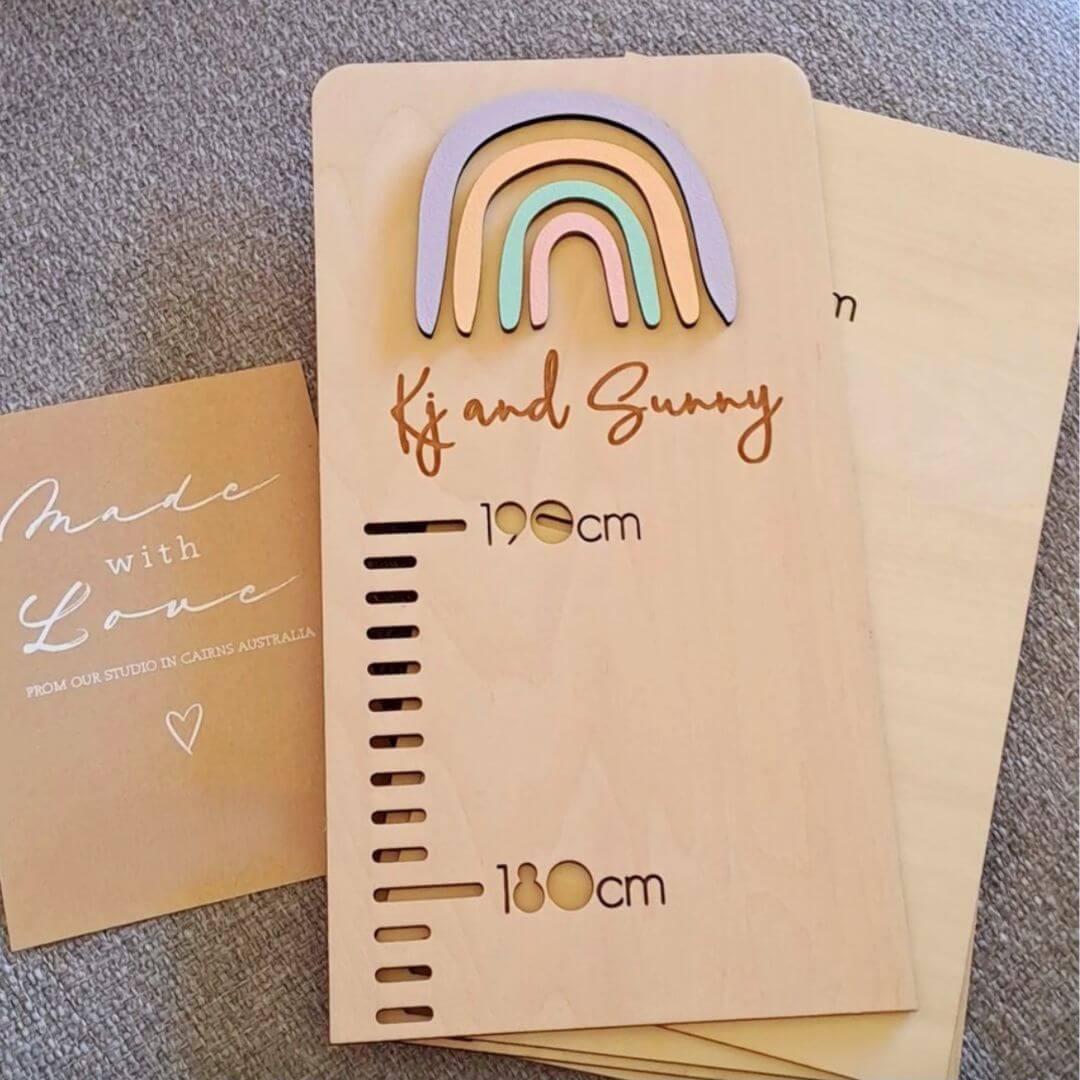 Kj and Sunny
190cm
180cm
m
Made
with
Love
FROM OUR STUDIO IN CAIRNS AUSTRALIA